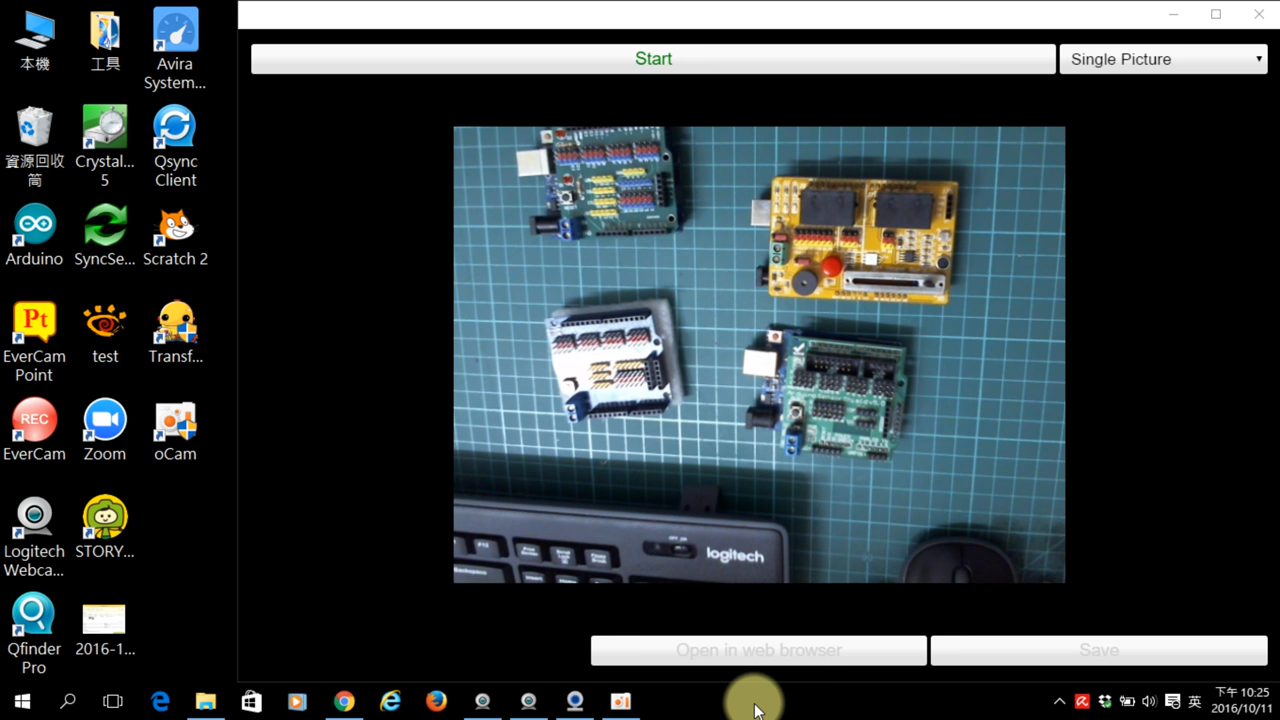 本機
工具
Avira
System...
資源回收
筒
Crystal...
5
Qsync
Client
Arduino
SyncSe...
Scratch 2
Pt
EverCam
Point
test
Transf...
REC
EverCam
Zoom
oCam
Logitech
Webca...
STORY...
Qfinder
Pro
2016-1...
Start
Single Picture
logitech
Open in web browser
Save
英
下午 10:25
2016/10/11